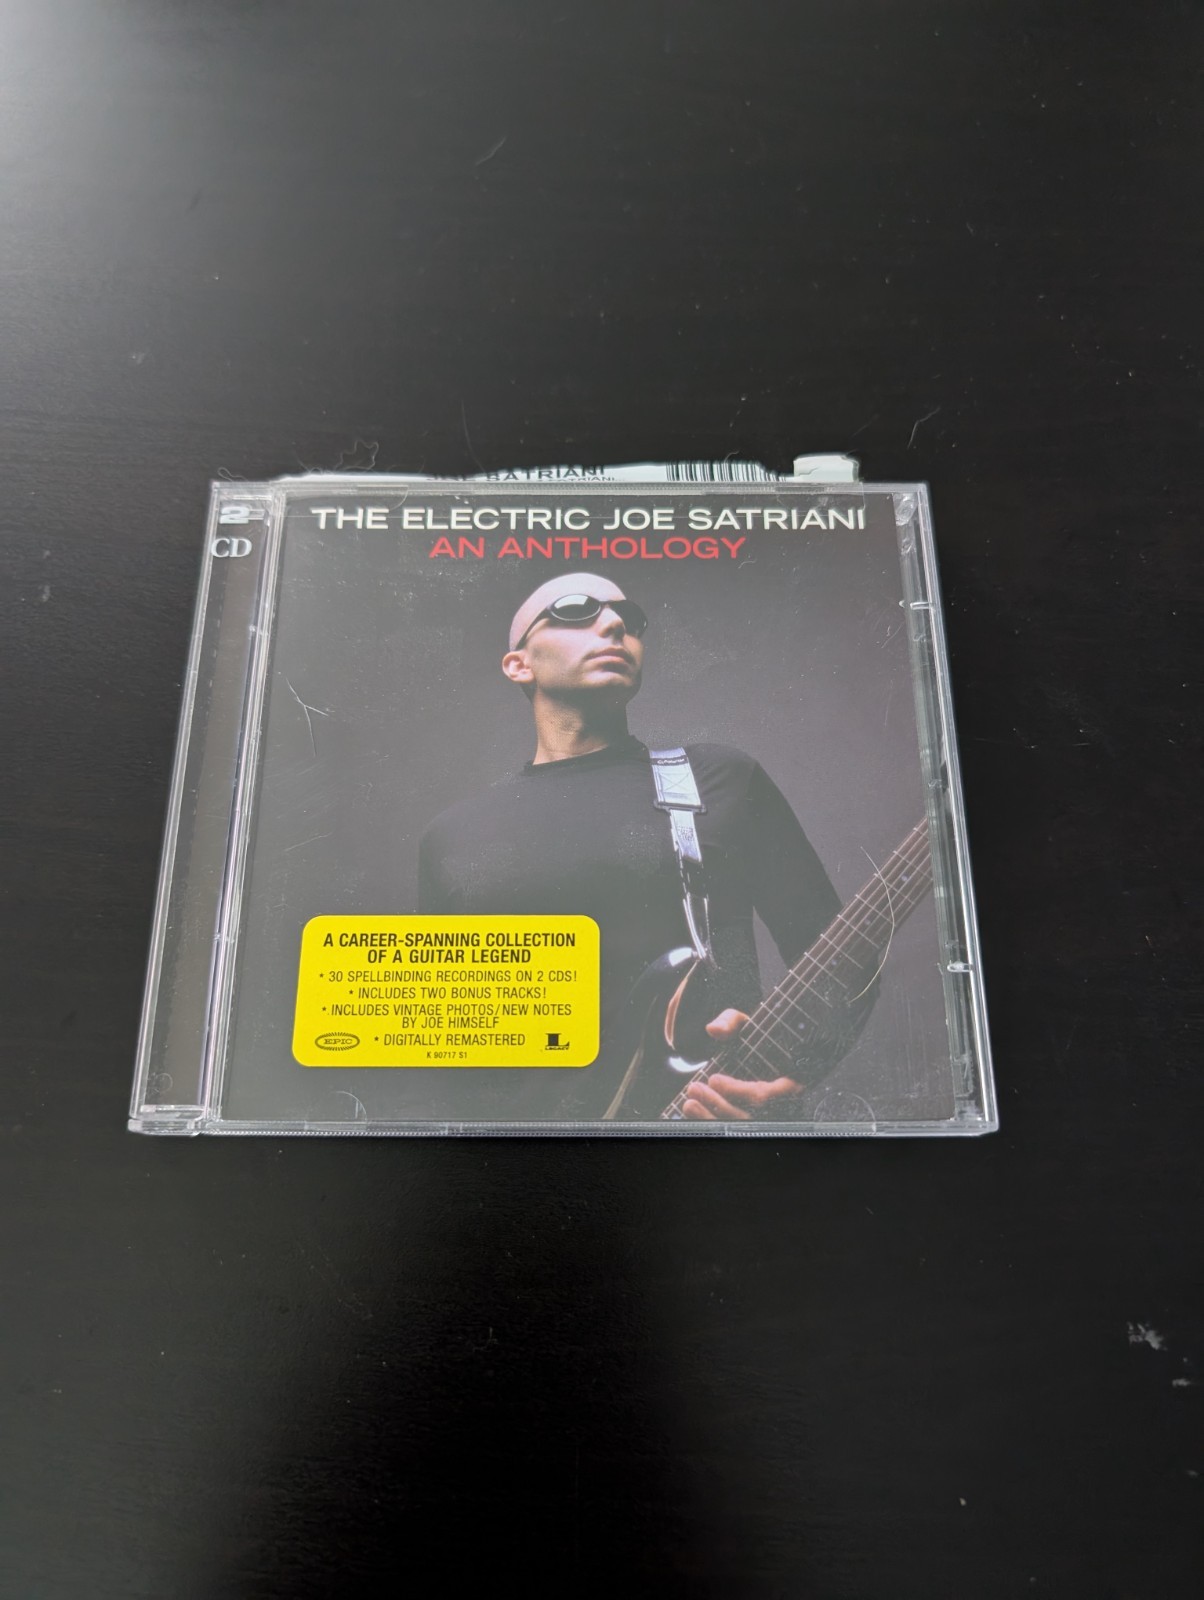 SATRIANI
2
CD
THE ELECTRIC JOE SATRIANI
AN ANTHOLOGY
A CAREER-SPANNING COLLECTION
OF A GUITAR LEGEND
* 30 SPELLBINDING RECORDINGS ON 2 CDS!
* INCLUDES TWO BONUS TRACKS!
* INCLUDES VINTAGE PHOTOS/NEW NOTES
BY JOE HIMSELF
EPIC * DIGITALLY REMASTERED L LEGACY
K 90717 S1